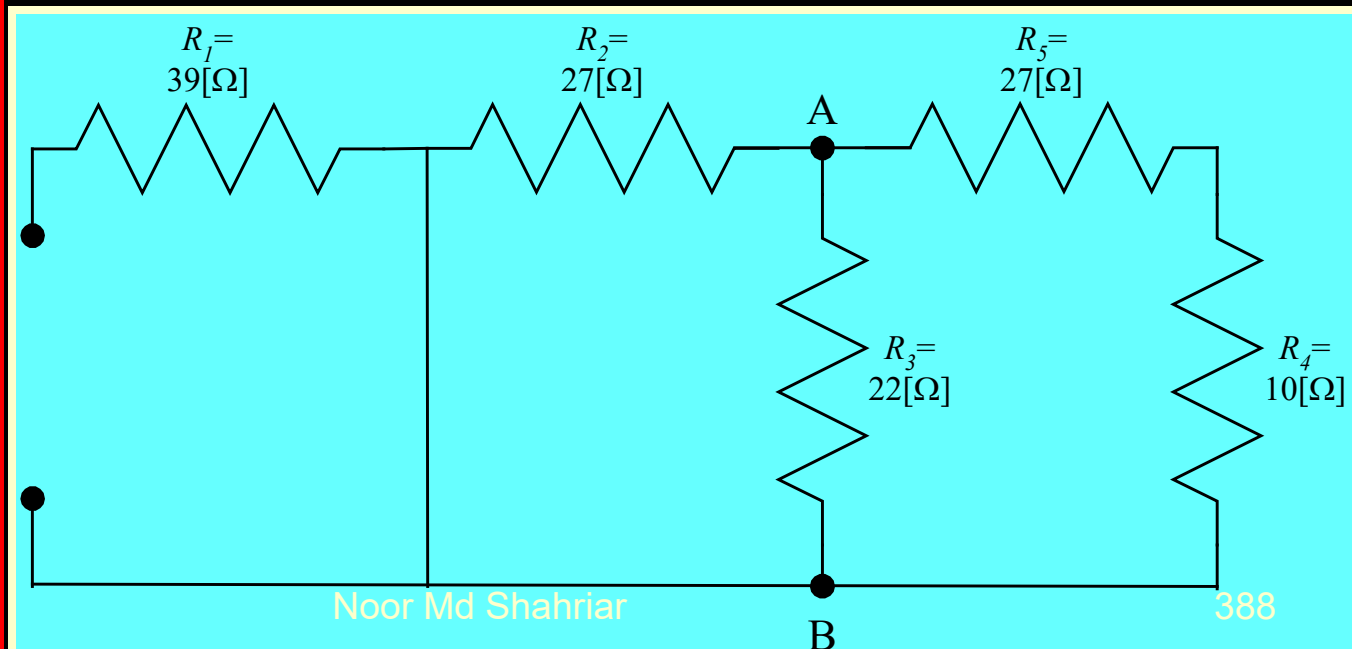 R₁=
39[Ω]
R₂=
27[Ω]
R₅=
27[Ω]
A
R₃=
22[Ω]
R₄=
10[Ω]
Noor Md Shahriar
388
B